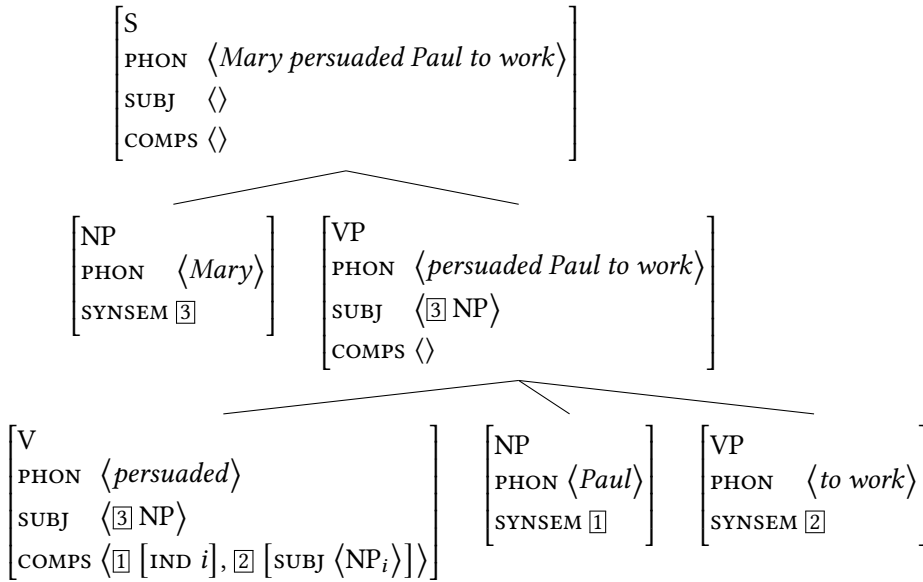 S
PHON ⟨Mary persuaded Paul to work⟩
SUBJ ⟨⟩
COMPS ⟨⟩
NP
PHON ⟨Mary⟩
SYNSEM 3
VP
PHON ⟨persuaded Paul to work⟩
SUBJ ⟨3 NP⟩
COMPS ⟨⟩
V
PHON ⟨persuaded⟩
SUBJ ⟨3 NP⟩
COMPS ⟨1 [IND i], 2 [SUBJ ⟨NPᵢ⟩]⟩
NP
PHON ⟨Paul⟩
SYNSEM 1
VP
PHON ⟨to work⟩
SYNSEM 2